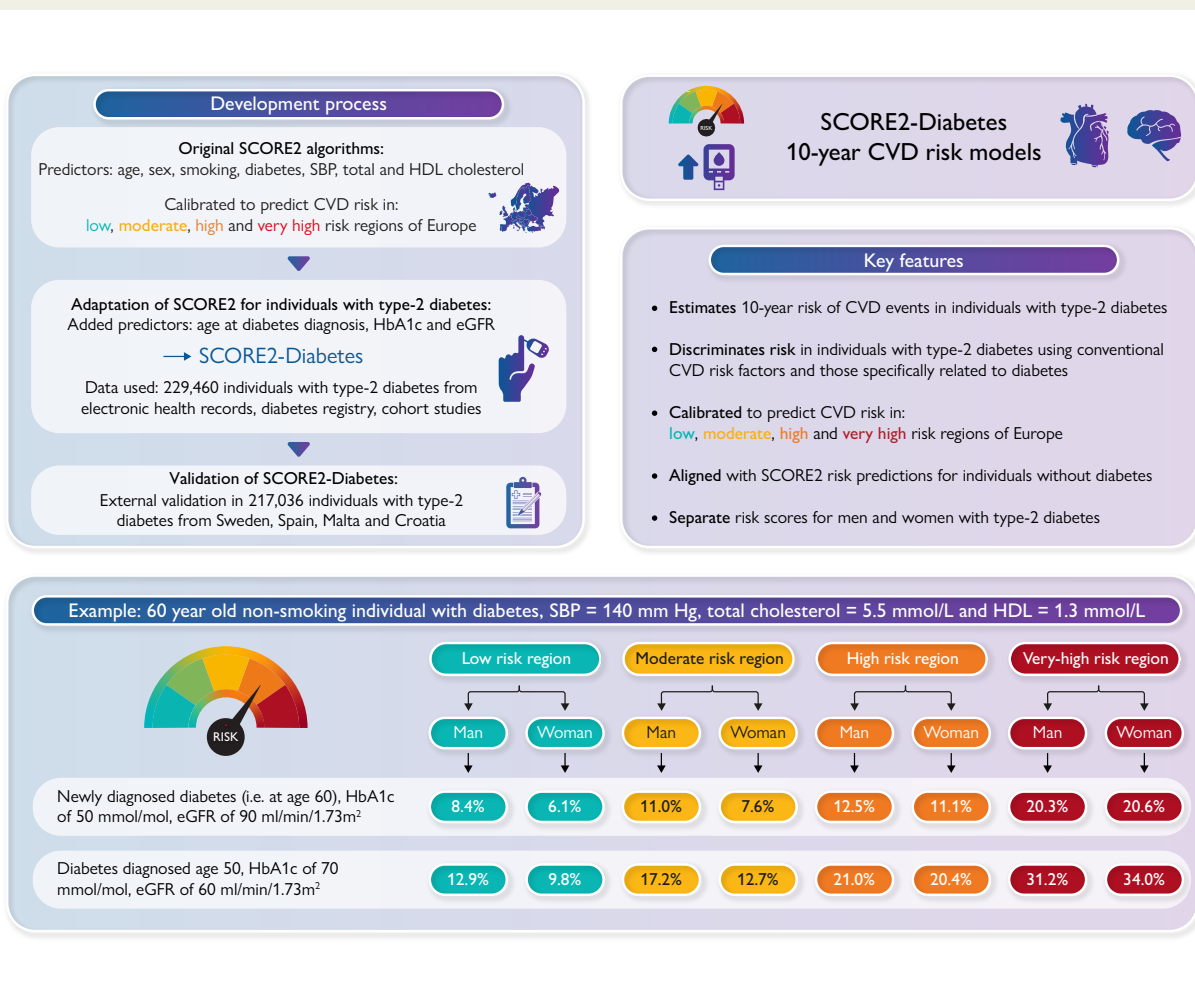 Development process
Original SCORE2 algorithms:
Predictors: age, sex, smoking, diabetes, SBP, total and HDL cholesterol
Calibrated to predict CVD risk in:
low, moderate, high and very high risk regions of Europe
Adaptation of SCORE2 for individuals with type-2 diabetes:
Added predictors: age at diabetes diagnosis, HbA1c and eGFR
→ SCORE2-Diabetes
Data used: 229,460 individuals with type-2 diabetes from
electronic health records, diabetes registry, cohort studies
Validation of SCORE2-Diabetes:
External validation in 217,036 individuals with type-2
diabetes from Sweden, Spain, Malta and Croatia
RISK
SCORE2-Diabetes
10-year CVD risk models
Key features
• Estimates 10-year risk of CVD events in individuals with type-2 diabetes
• Discriminates risk in individuals with type-2 diabetes using conventional
CVD risk factors and those specifically related to diabetes
• Calibrated to predict CVD risk in:
low, moderate, high and very high risk regions of Europe
• Aligned with SCORE2 risk predictions for individuals without diabetes
• Separate risk scores for men and women with type-2 diabetes
Example: 60 year old non-smoking individual with diabetes, SBP = 140 mm Hg, total cholesterol = 5.5 mmol/L and HDL = 1.3 mmol/L
RISK
Low risk region Moderate risk region High risk region Very-high risk region
Man Woman Man Woman Man Woman Man Woman
Newly diagnosed diabetes (i.e. at age 60), HbA1c
of 50 mmol/mol, eGFR of 90 ml/min/1.73m²
8.4% 6.1% 11.0% 7.6% 12.5% 11.1% 20.3% 20.6%
Diabetes diagnosed age 50, HbA1c of 70
mmol/mol, eGFR of 60 ml/min/1.73m²
12.9% 9.8% 17.2% 12.7% 21.0% 20.4% 31.2% 34.0%